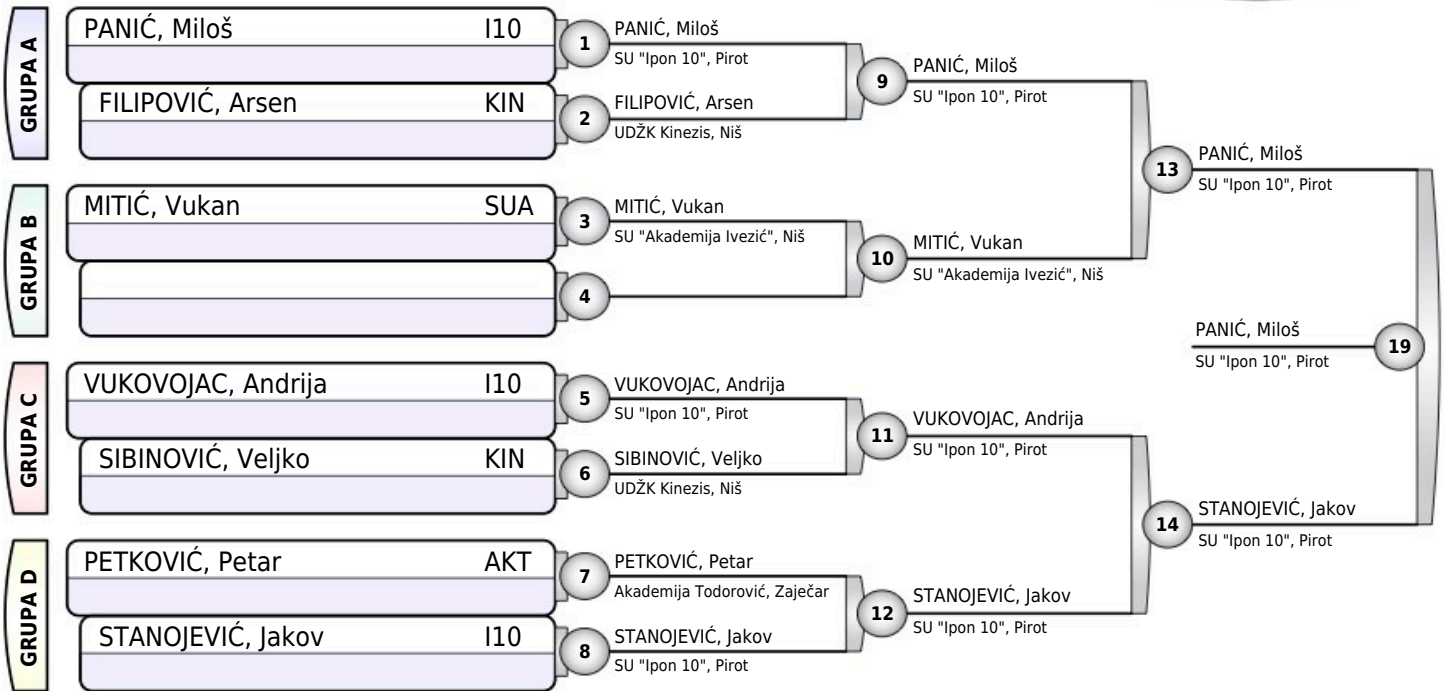 GRUPA A
PANIĆ, Miloš I10
FILIPOVIĆ, Arsen KIN
GRUPA B
MITIĆ, Vukan SUA
GRUPA C
VUKOVOJAC, Andrija I10
SIBINOVIĆ, Veljko KIN
GRUPA D
PETKOVIĆ, Petar AKT
STANOJEVIĆ, Jakov I10
1
PANIĆ, Miloš
SU "Ipon 10", Pirot
2
FILIPOVIĆ, Arsen
UDŽK Kinezis, Niš
3
MITIĆ, Vukan
SU "Akademija Ivezić", Niš
4
5
VUKOVOJAC, Andrija
SU "Ipon 10", Pirot
6
SIBINOVIĆ, Veljko
UDŽK Kinezis, Niš
7
PETKOVIĆ, Petar
Akademija Todorović, Zaječar
8
STANOJEVIĆ, Jakov
SU "Ipon 10", Pirot
9
PANIĆ, Miloš
SU "Ipon 10", Pirot
10
MITIĆ, Vukan
SU "Akademija Ivezić", Niš
11
VUKOVOJAC, Andrija
SU "Ipon 10", Pirot
12
STANOJEVIĆ, Jakov
SU "Ipon 10", Pirot
13
PANIĆ, Miloš
SU "Ipon 10", Pirot
14
STANOJEVIĆ, Jakov
SU "Ipon 10", Pirot
PANIĆ, Miloš
SU "Ipon 10", Pirot
19